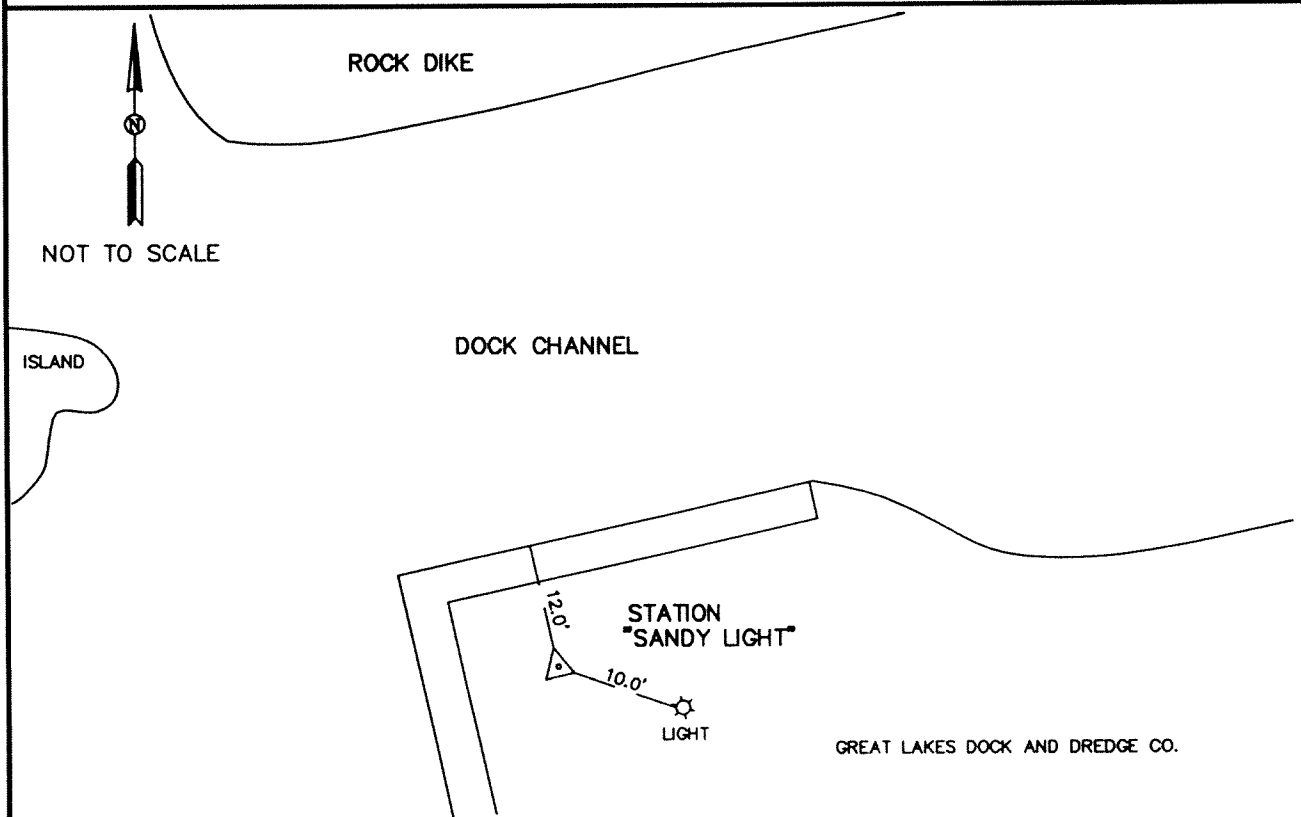 ROCK DIKE
N
NOT TO SCALE
DOCK CHANNEL
ISLAND
12.0'
STATION
"SANDY LIGHT"
10.0'
LIGHT
GREAT LAKES DOCK AND DREDGE CO.